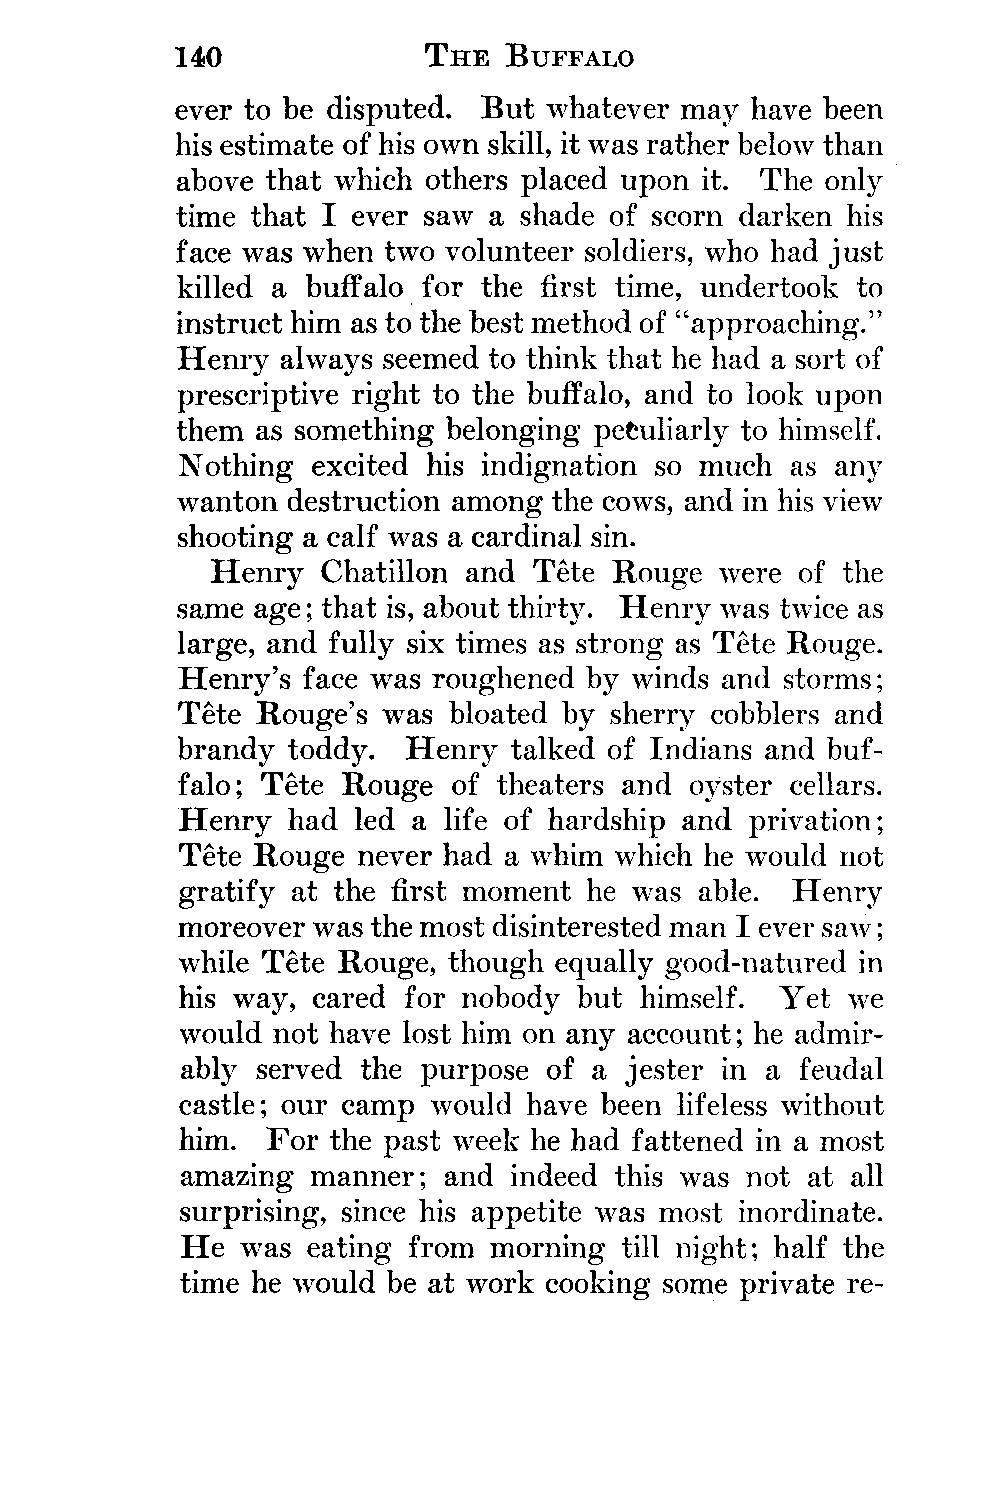 140 THE BUFFALO
ever to be disputed. But whatever may have been
his estimate of his own skill, it was rather below than
above that which others placed upon it. The only
time that I ever saw a shade of scorn darken his
face was when two volunteer soldiers, who had just
killed a buffalo for the first time, undertook to
instruct him as to the best method of “approaching.”
Henry always seemed to think that he had a sort of
prescriptive right to the buffalo, and to look upon
them as something belonging peculiarly to himself.
Nothing excited his indignation so much as any
wanton destruction among the cows, and in his view
shooting a calf was a cardinal sin.
Henry Chatillon and Tête Rouge were of the
same age; that is, about thirty. Henry was twice as
large, and fully six times as strong as Tête Rouge.
Henry’s face was roughened by winds and storms;
Tête Rouge’s was bloated by sherry cobblers and
brandy toddy. Henry talked of Indians and buf-
falo; Tête Rouge of theaters and oyster cellars.
Henry had led a life of hardship and privation;
Tête Rouge never had a whim which he would not
gratify at the first moment he was able. Henry
moreover was the most disinterested man I ever saw;
while Tête Rouge, though equally good-natured in
his way, cared for nobody but himself. Yet we
would not have lost him on any account; he admir-
ably served the purpose of a jester in a feudal
castle; our camp would have been lifeless without
him. For the past week he had fattened in a most
amazing manner; and indeed this was not at all
surprising, since his appetite was most inordinate.
He was eating from morning till night; half the
time he would be at work cooking some private re-